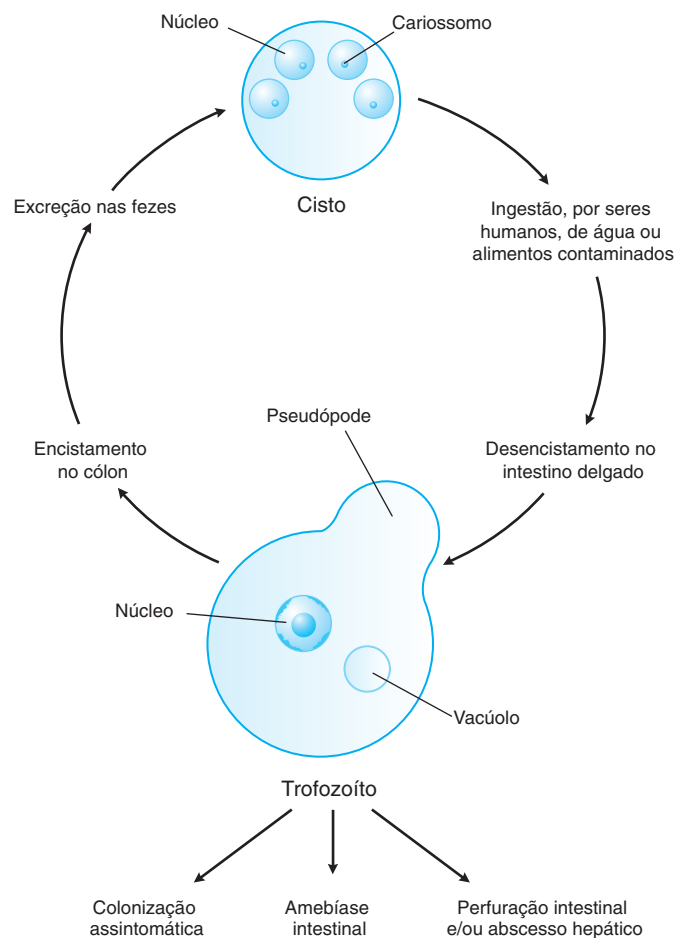 Núcleo
Cariossomo
Cisto
Excreção nas fezes
Ingestão, por seres
humanos, de água ou
alimentos contaminados
Pseudópode
Encistamento
no cólon
Desencistamento no
intestino delgado
Núcleo
Vacúolo
Trofozoíto
Colonização
assintomática
Amebíase
intestinal
Perfuração intestinal
e/ou abscesso hepático